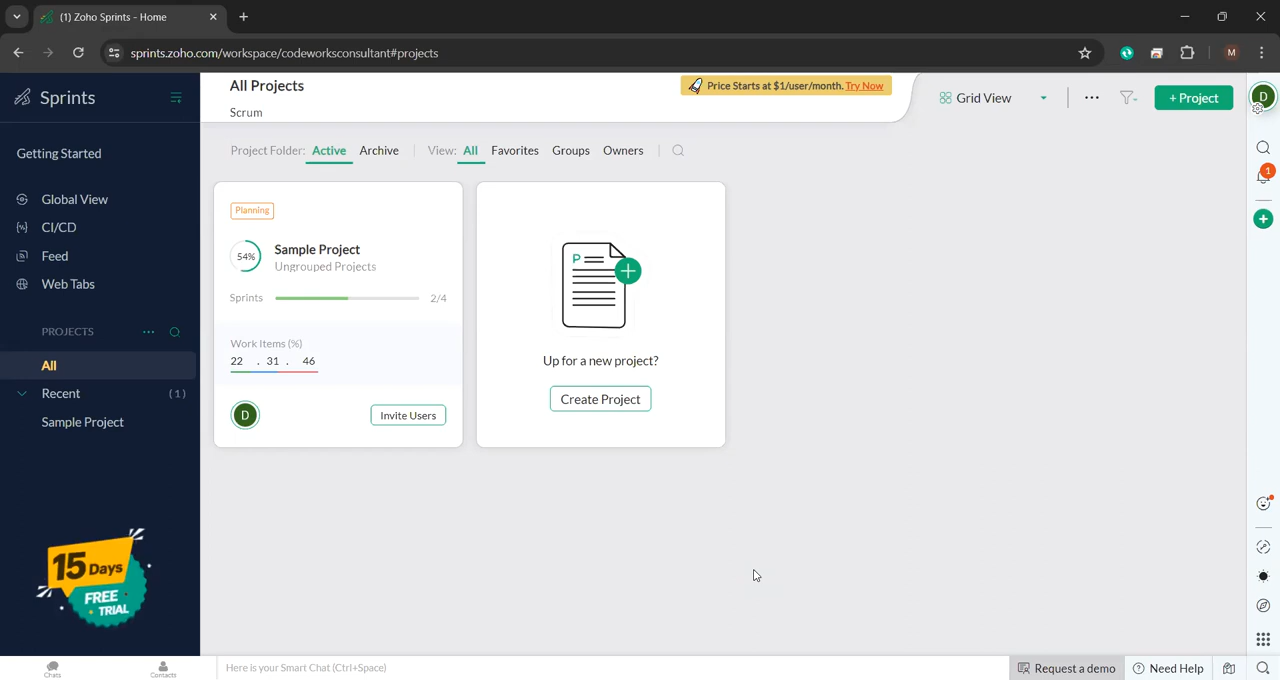 (1) Zoho Sprints - Home
sprints.zoho.com/workspace/codeworksconsultant#projects
M
Sprints
Getting Started
Global View
CI/CD
Feed
Web Tabs
PROJECTS
All
Recent (1)
Sample Project
15 Days
FREE
TRIAL
All Projects
Scrum
Price Starts at $1/user/month. Try Now
Grid View
+ Project
D
1
Project Folder: Active Archive View: All Favorites Groups Owners
Planning
54%
Sample Project
Ungrouped Projects
Sprints 2/4
Work Items (%)
22 . 31 . 46
D
Invite Users
P
Up for a new project?
Create Project
Chats
Contacts
Here is your Smart Chat (Ctrl+Space)
Request a demo
Need Help